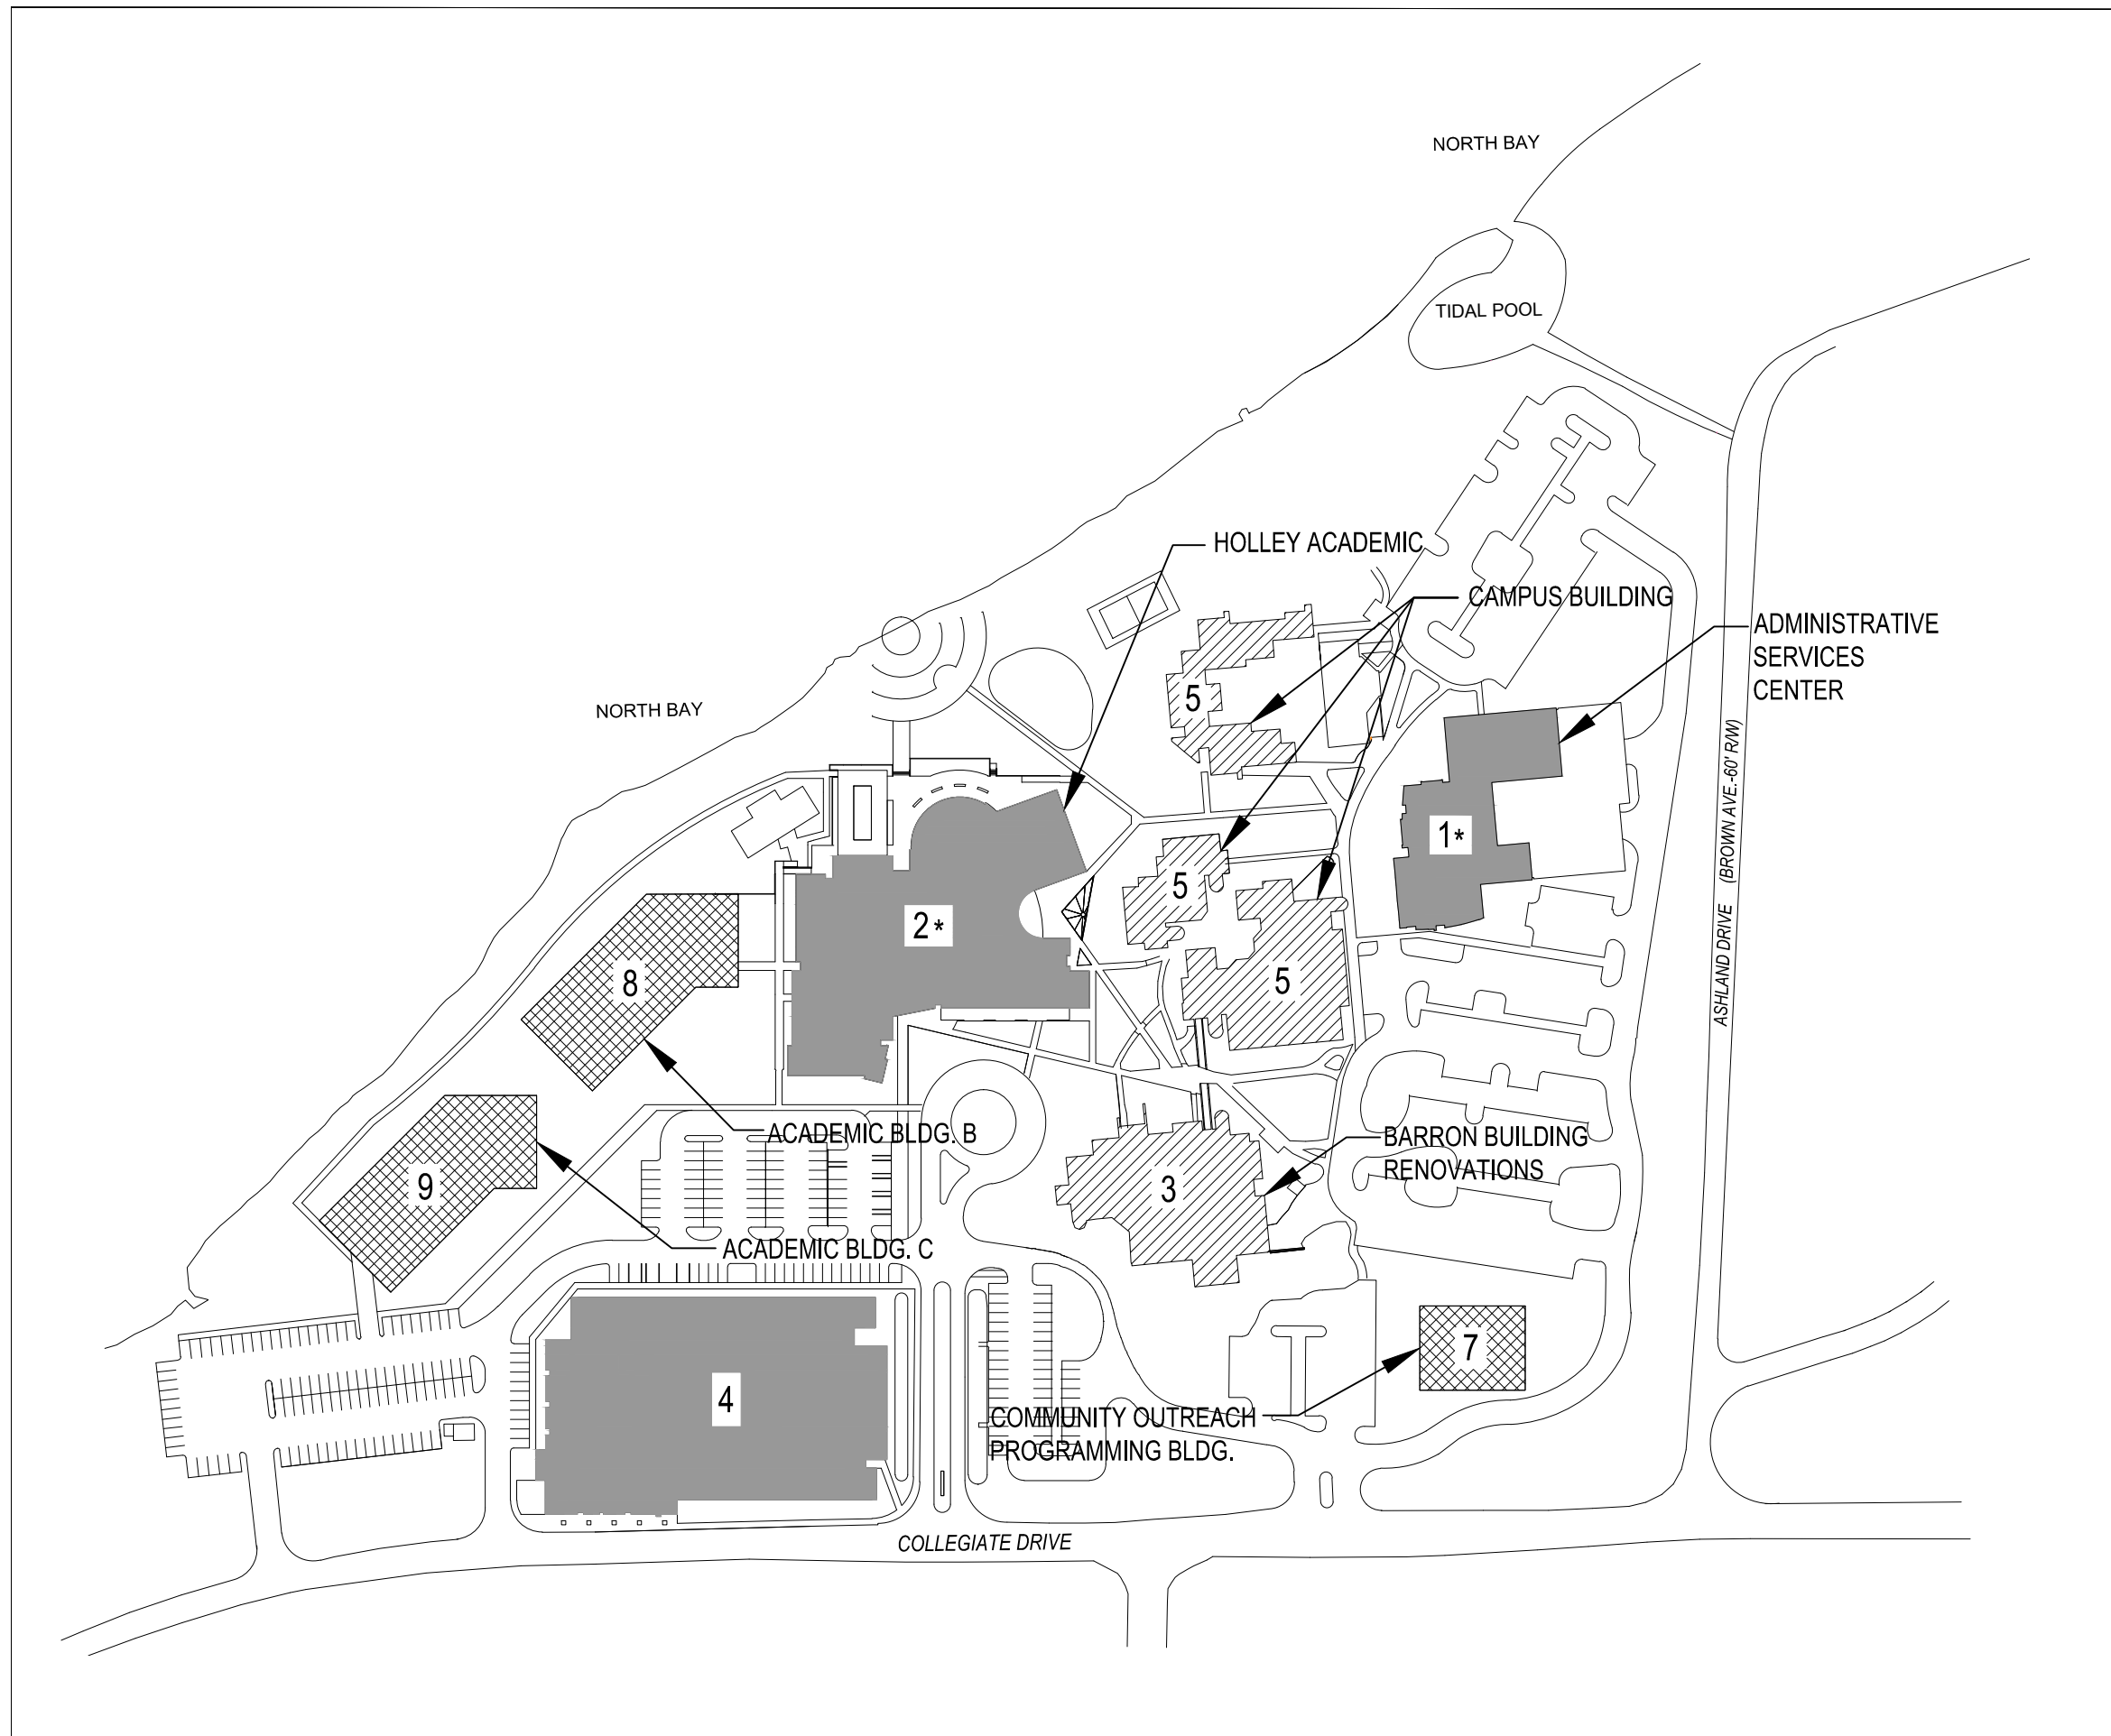 NORTH BAY
TIDAL POOL
HOLLEY ACADEMIC
CAMPUS BUILDING
ADMINISTRATIVE
SERVICES
CENTER
5
NORTH BAY
ASHLAND DRIVE (BROWN AVE.-60' R/W)
1*
5
2*
8
5
ACADEMIC BLDG. B
BARRON BUILDING
RENOVATIONS
9
3
ACADEMIC BLDG. C
7
4
COMMUNITY OUTREACH
PROGRAMMING BLDG.
COLLEGIATE DRIVE